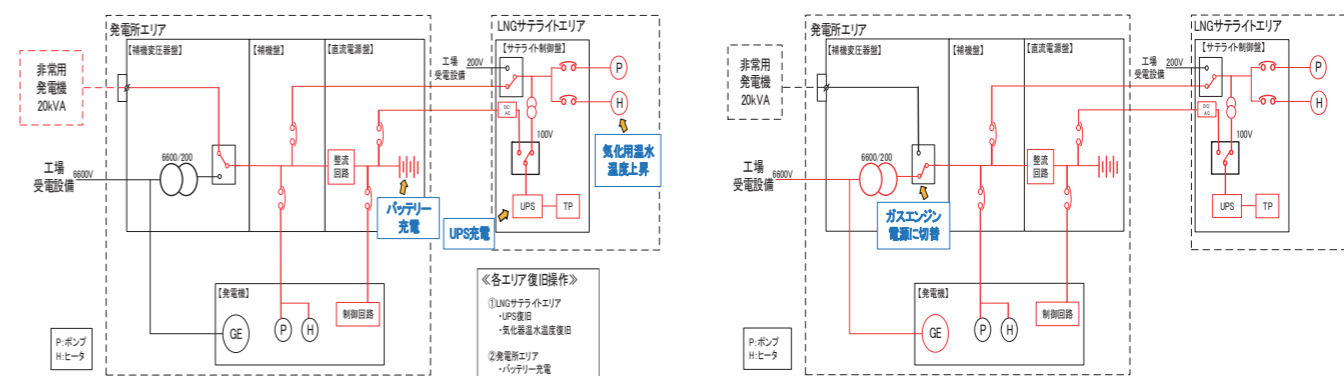 発電所エリア
【補機変圧器盤】
【補機盤】
【直流電源盤】
非常用
発電機
20kVA
工場
受電設備
6600V
6600/200
整流
回路
バッテリー
充電
【発電機】
GE
P
H
制御回路
P:ポンプ
H:ヒータ
LNGサテライトエリア
【サテライト制御盤】
工場
受電設備
200V
DC/
AC
100V
P
H
気化用温水
温度上昇
UPS
TP
UPS充電
≪各エリア復旧操作≫
①LNGサテライトエリア
・UPS復旧
・気化器温水温度復旧
②発電所エリア
・バッテリー充電
発電所エリア
【補機変圧器盤】
【補機盤】
【直流電源盤】
非常用
発電機
20kVA
工場
受電設備
6600V
6600/200
整流
回路
ガスエンジン
電源に切替
【発電機】
GE
P
H
制御回路
P:ポンプ
H:ヒータ
LNGサテライトエリア
【サテライト制御盤】
工場
受電設備
200V
DC/
AC
100V
P
H
UPS
TP